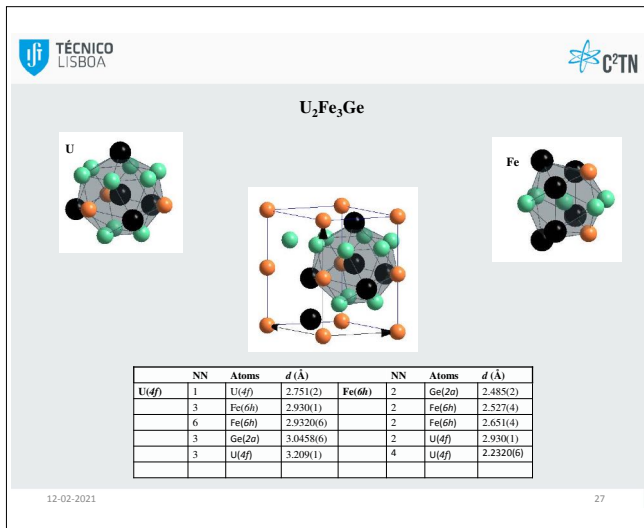 TÉCNICO
LISBOA
C²TN
U₂Fe₃Ge
U
Fe
NN Atoms d (Å) NN Atoms d (Å)
U(4f) 1 U(4f) 2.751(2) Fe(6h) 2 Ge(2a) 2.485(2)
3 Fe(6h) 2.930(1) 2 Fe(6h) 2.527(4)
6 Fe(6h) 2.9320(6) 2 Fe(6h) 2.651(4)
3 Ge(2a) 3.0458(6) 2 U(4f) 2.930(1)
3 U(4f) 3.209(1) 4 U(4f) 2.2320(6)
12-02-2021 27